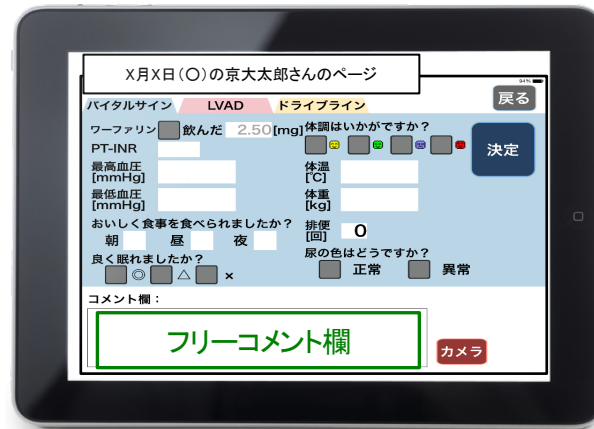 X月X日(〇)の京大太郎さんのページ
94%
戻る
バイタルサイン LVAD ドライブライン
ワーファリン 飲んだ 2.50 [mg] 体調はいかがですか?
決定
PT-INR
最高血圧 [mmHg] 体温 [℃]
最低血圧 [mmHg] 体重 [kg]
おいしく食事を食べられましたか? 排便 [回] 0
朝 昼 夜
良く眠れましたか? 尿の色はどうですか?
◎ △ × 正常 異常
コメント欄:
フリーコメント欄
カメラ